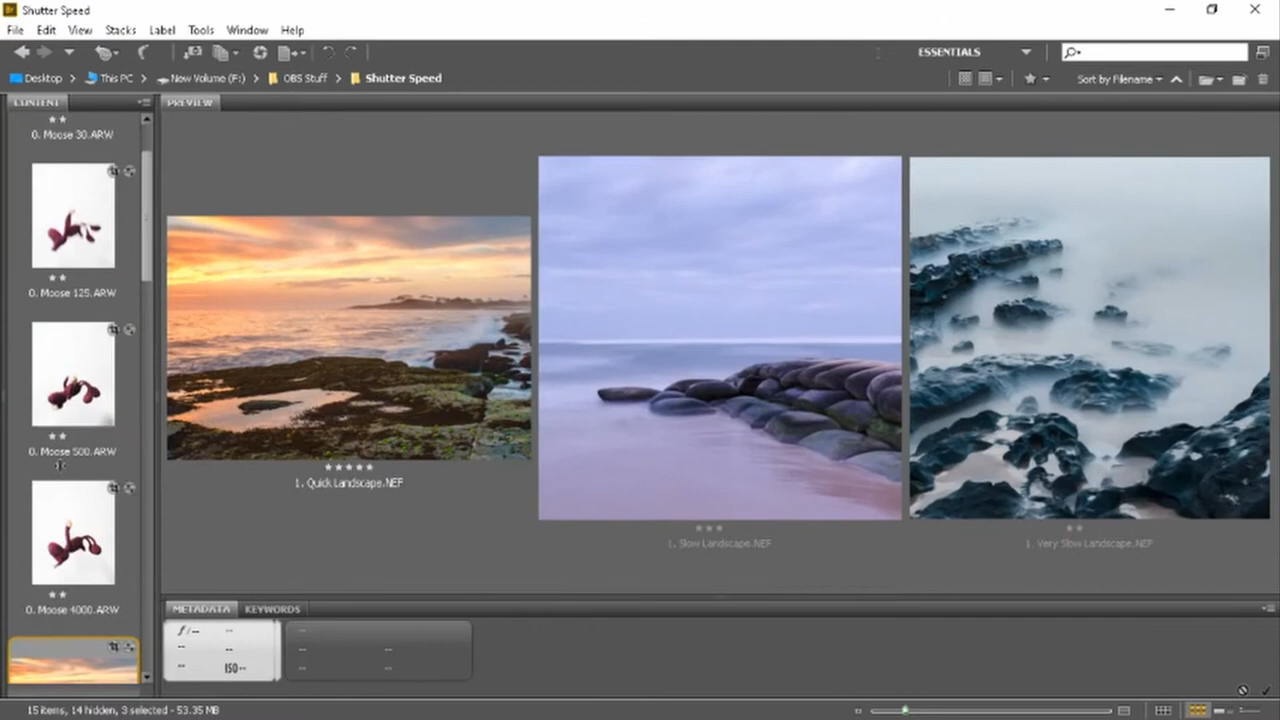 Br Shutter Speed
File Edit View Stacks Label Tools Window Help
ESSENTIALS
Desktop This PC New Volume (F:) OBS Stuff Shutter Speed
Sort by Filename
CONTENT
PREVIEW
0. Moose 30.ARW
0. Moose 125.ARW
0. Moose 500.ARW
0. Moose 4000.ARW
1. Quick Landscape.NEF
1. Slow Landscape.NEF
1. Very Slow Landscape.NEF
METADATA KEYWORDS
f/-- --
-- --
-- ISO--
--
-- --
-- --
15 items, 14 hidden, 3 selected - 53.35 MB